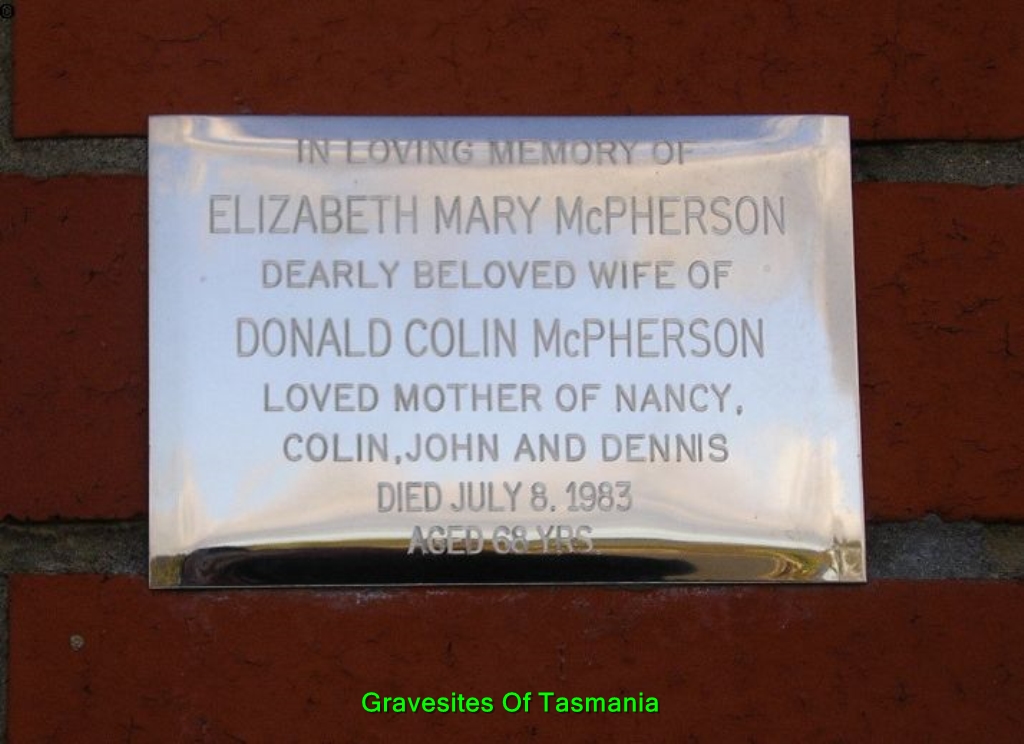 IN LOVING MEMORY OF
ELIZABETH MARY McPHERSON
DEARLY BELOVED WIFE OF
DONALD COLIN McPHERSON
LOVED MOTHER OF NANCY,
COLIN, JOHN AND DENNIS
DIED JULY 8. 1983
AGED 68 YRS.
Gravesites Of Tasmania